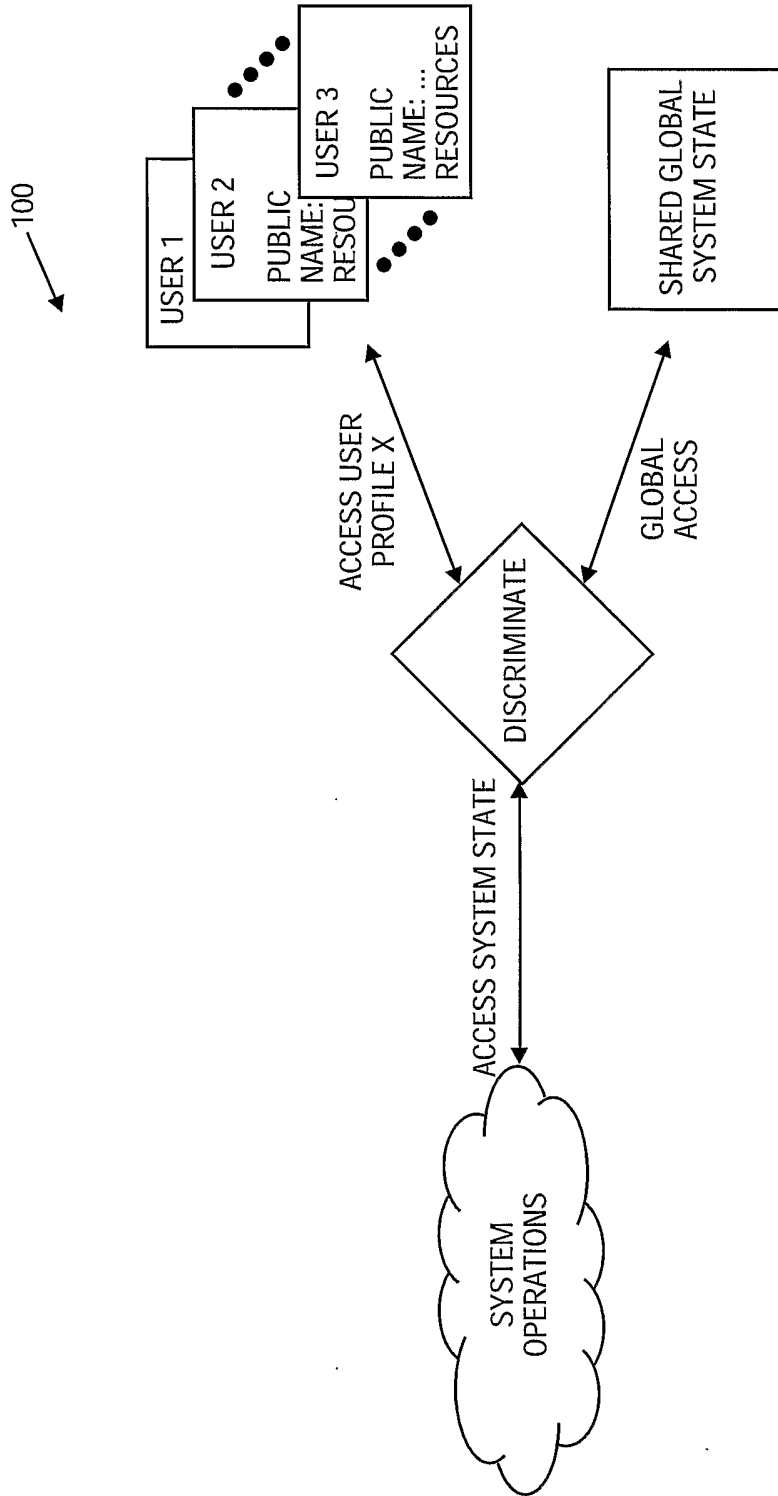 100
USER 1
USER 2
PUBLIC
NAME:
RESOU
USER 3
PUBLIC
NAME: ...
RESOURCES
ACCESS USER
PROFILE X
SYSTEM
OPERATIONS
ACCESS SYSTEM STATE
DISCRIMINATE
GLOBAL
ACCESS
SHARED GLOBAL
SYSTEM STATE